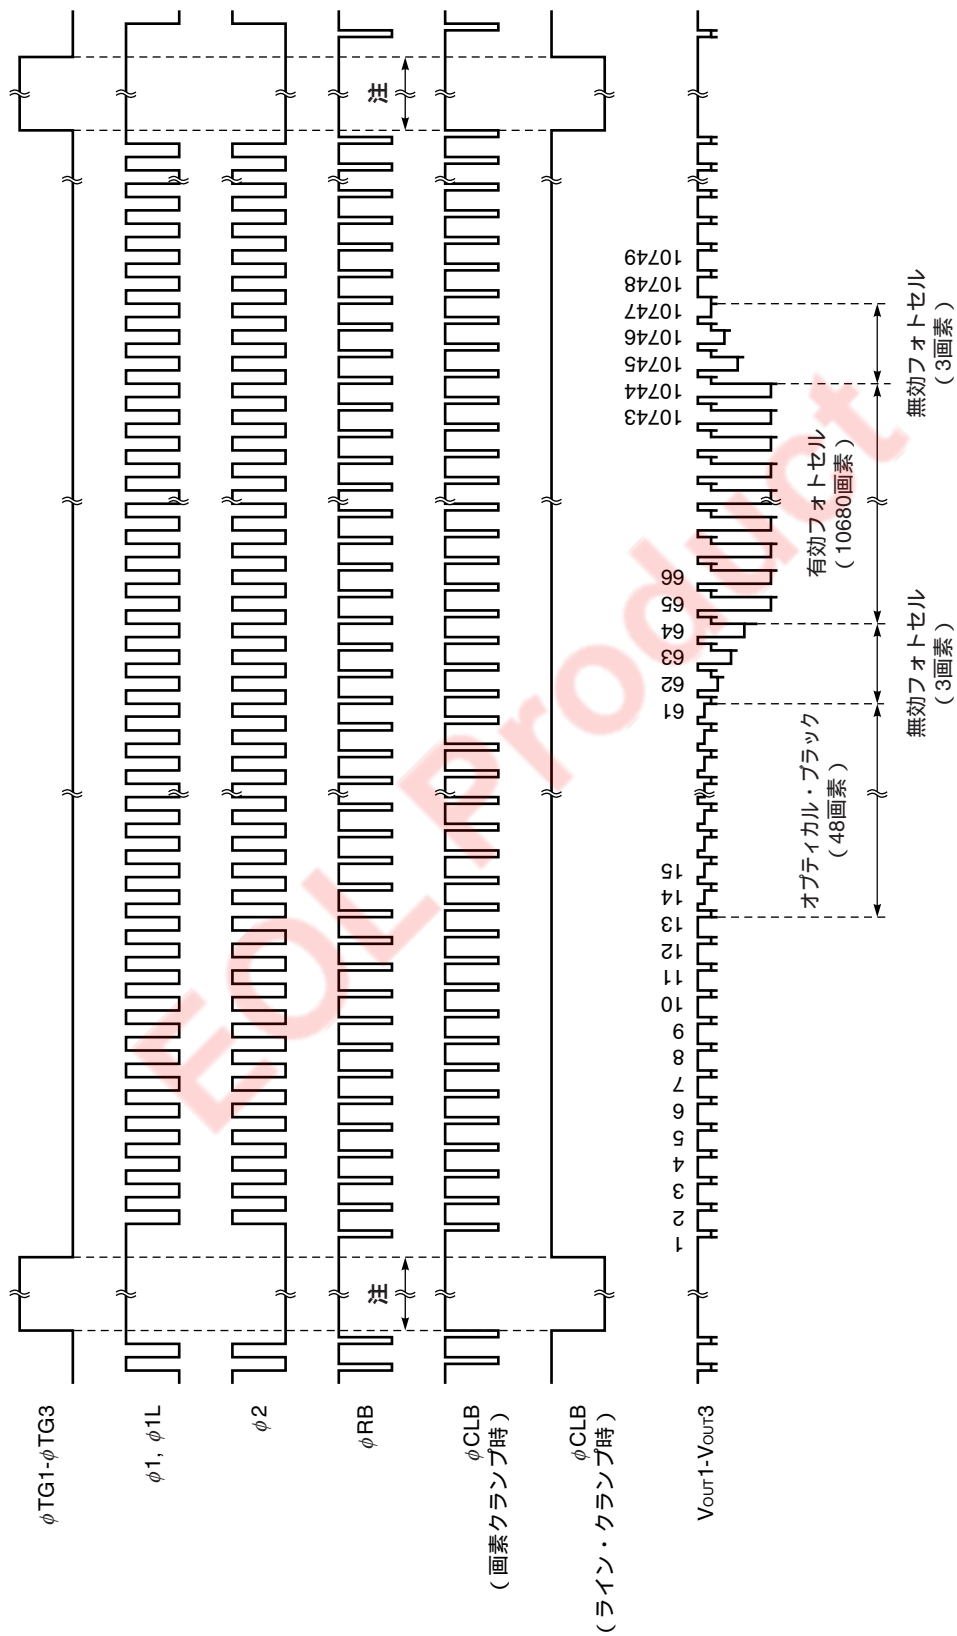 φTG1-φTG3
φ1, φ1L
φ2
φRB
φCLB
(画素クランプ時)
φCLB
(ライン・クランプ時)
VOUT1-VOUT3
注
注
1
2
3
4
5
6
7
8
9
10
11
12
13
14
15
61
62
63
64
65
66
10743
10744
10745
10746
10747
10748
10749
オプティカル・ブラック
(48画素)
無効フォトセル
(3画素)
有効フォトセル
(10680画素)
無効フォトセル
(3画素)
EOL Product